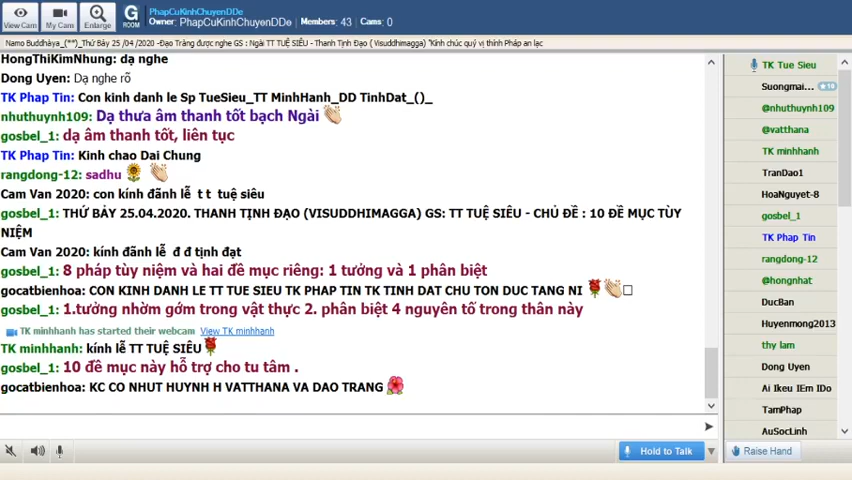 View Cam
My Cam
Enlarge
G
ROOM
PhapCuKinhChuyenDDe
Owner: PhapCuKinhChuyenDDe Members: 43 Cams: 0
Namo Buddhàya_(**)_Thứ Bảy 25 /04 /2020 -Đạo Tràng được nghe GS : Ngài TT TUỆ SIÊU - Thanh Tịnh Đạo ( Visuddhimagga) "Kính chúc quý vị thính Pháp an lạc
HongThiKimNhung: dạ nghe
Dong Uyen: Dạ nghe rõ
TK Phap Tin: Con kinh danh le Sp TueSieu_TT MinhHanh_DD TinhDat_()_
nhuthuynh109: Dạ thưa âm thanh tốt bạch Ngài
gosbel_1: dạ âm thanh tốt, liên tục
TK Phap Tin: Kinh chao Dai Chung
rangdong-12: sadhu
Cam Van 2020: con kính đãnh lễ t t tuệ siêu
gosbel_1: THỨ BẢY 25.04.2020. THANH TỊNH ĐẠO (VISUDDHIMAGGA) GS: TT TUỆ SIÊU - CHỦ ĐỀ : 10 ĐỀ MỤC TÙY
NIỆM
Cam Van 2020: kính đãnh lễ đ đ tịnh đạt
gosbel_1: 8 pháp tùy niệm và hai đề mục riêng: 1 tưởng và 1 phân biệt
gocatbienhoa: CON KINH DANH LE TT TUE SIEU TK PHAP TIN TK TINH DAT CHU TON DUC TANG NI
gosbel_1: 1.tưởng nhờm gớm trong vật thực 2. phân biệt 4 nguyên tố trong thân này
TK minhhanh has started their webcam View TK minhhanh
TK minhhanh: kính lễ TT TUỆ SIÊU
gosbel_1: 10 đề mục này hỗ trợ cho tu tâm .
gocatbienhoa: KC CO NHUT HUYNH H VATTHANA VA DAO TRANG
Hold to Talk
TK Tue Sieu
Suongmai...
10
@nhuthuynh109
@vatthana
TK minhhanh
TranDao1
HoaNguyet-8
gosbel_1
TK Phap Tin
rangdong-12
@hongnhat
DucBan
Huyenmong2013
thy lam
Dong Uyen
Ai Ikeu IEm IDo
TamPhap
AuSocLinh
Raise Hand